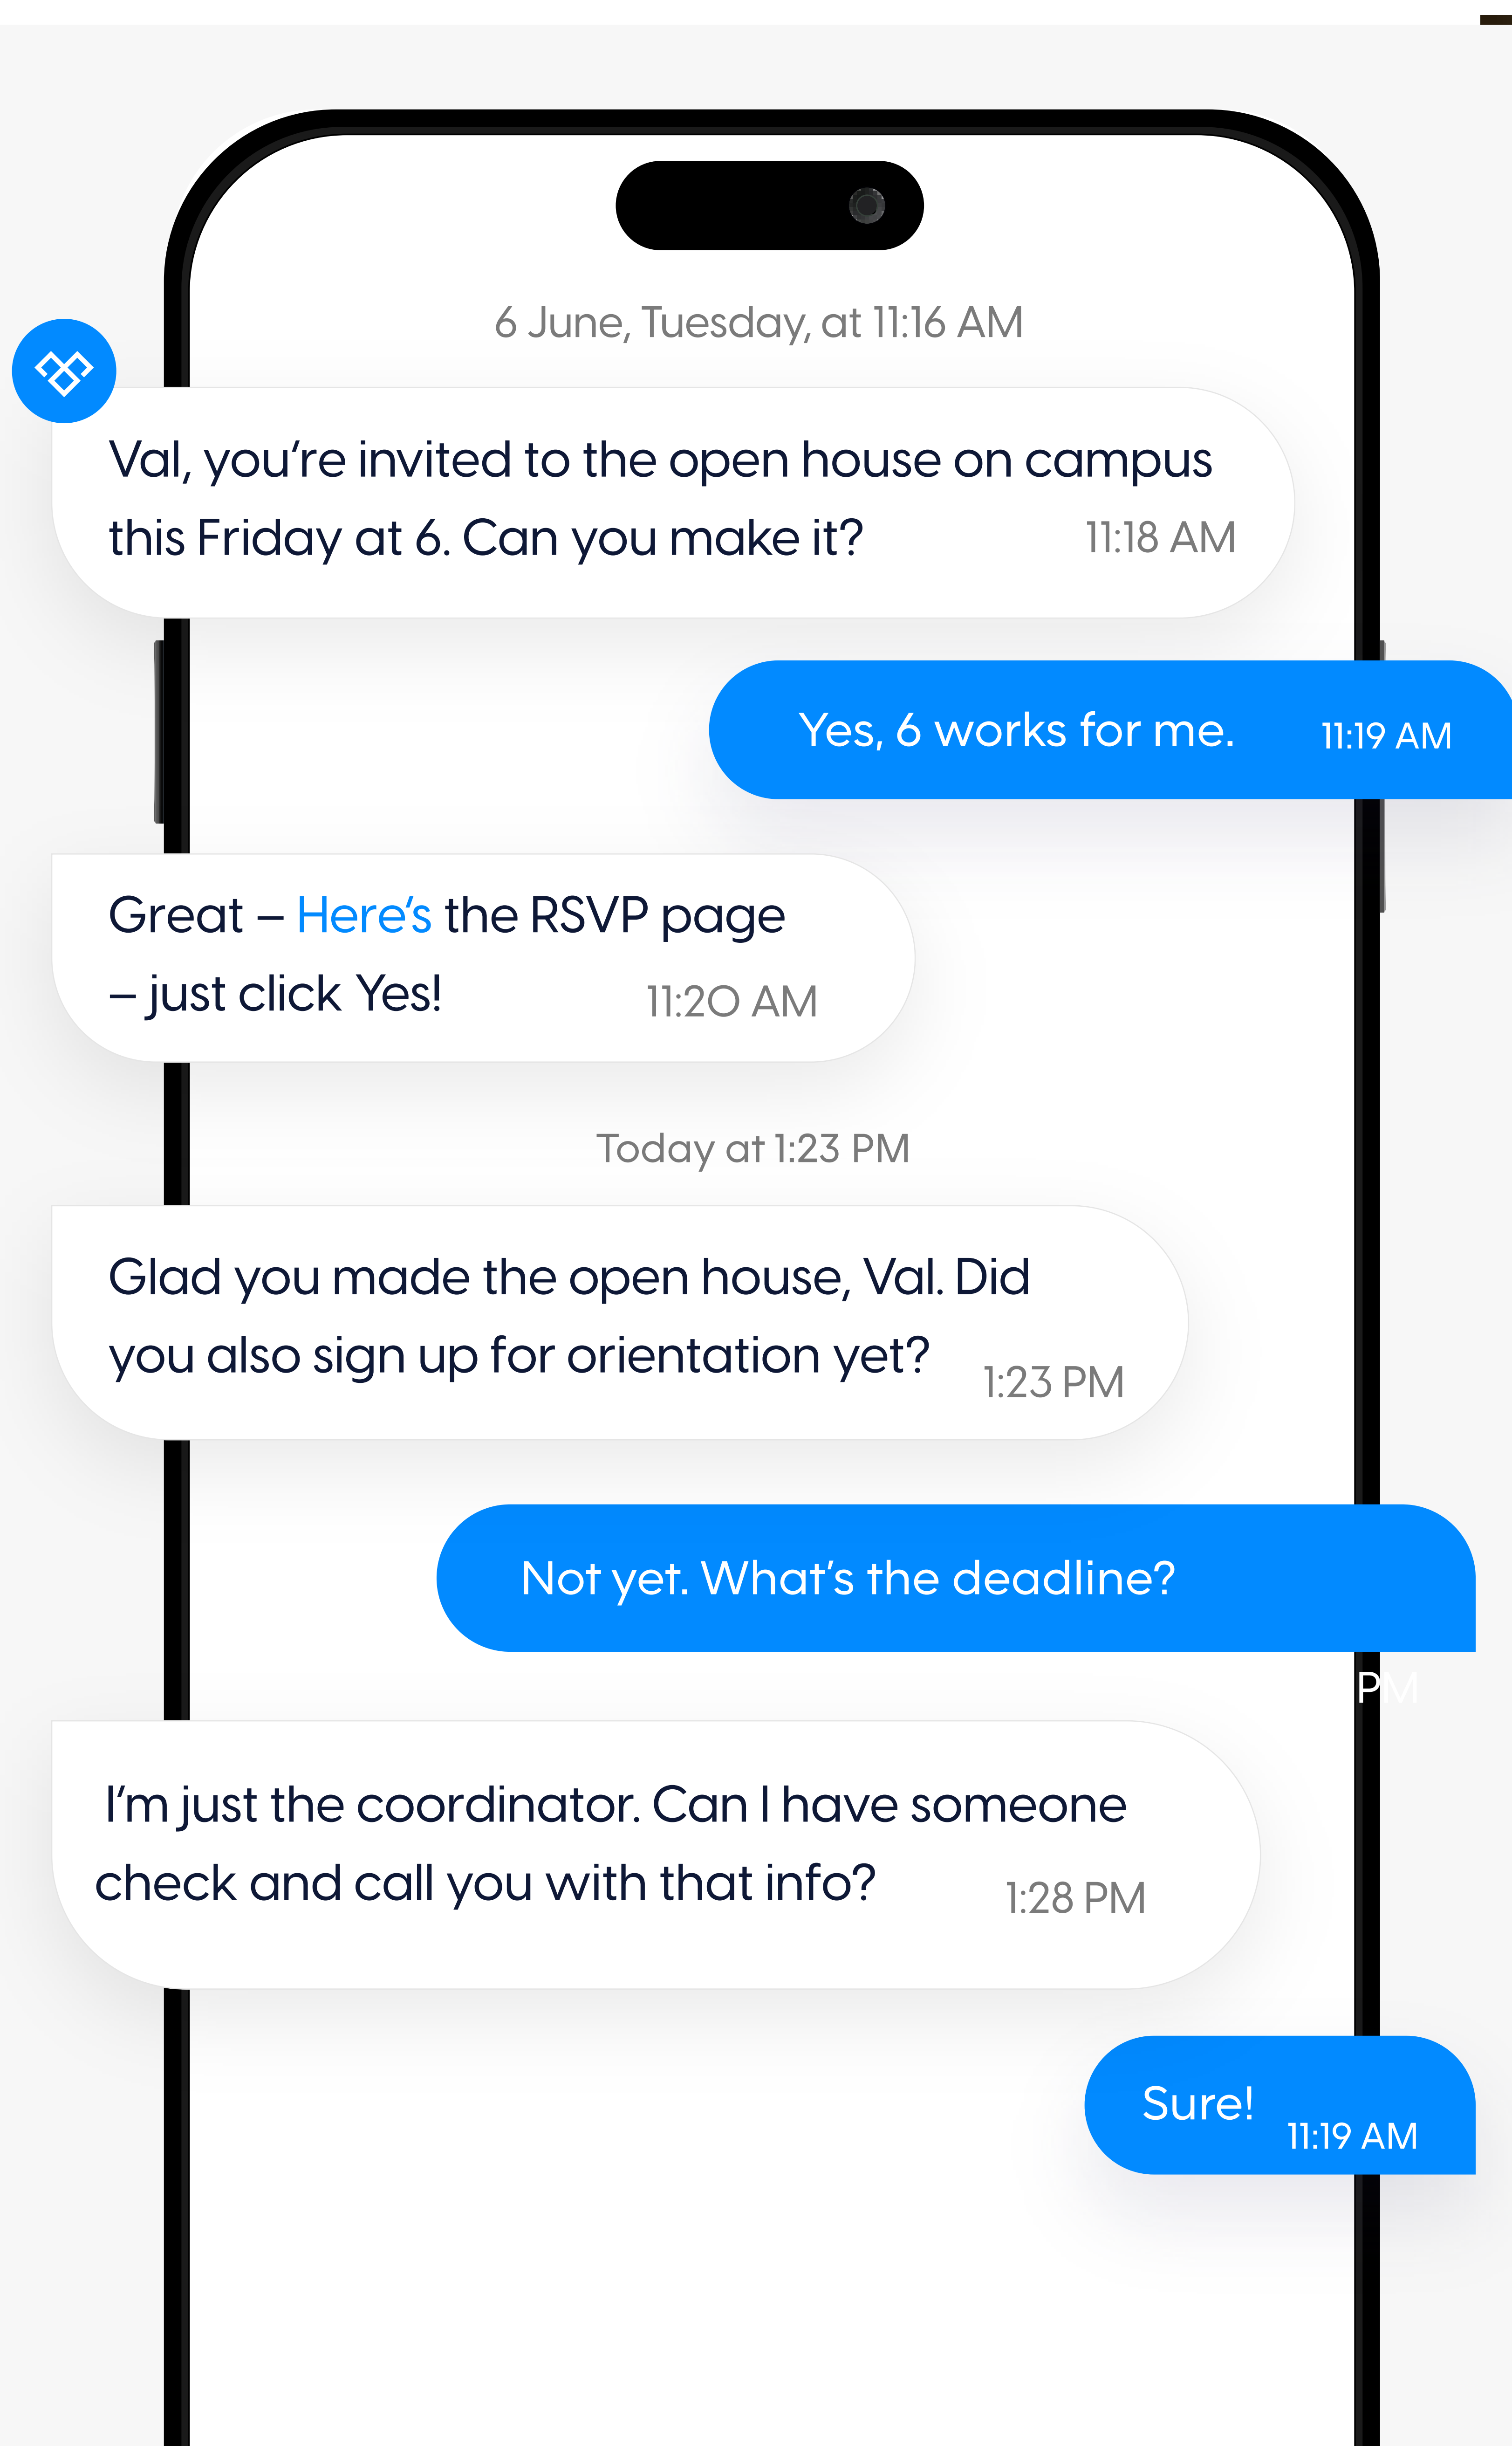 6 June, Tuesday, at 11:16 AM
Val, you’re invited to the open house on campus
this Friday at 6. Can you make it?
11:18 AM
Yes, 6 works for me.
11:19 AM
Great – Here’s the RSVP page
– just click Yes!
11:20 AM
Today at 1:23 PM
Glad you made the open house, Val. Did
you also sign up for orientation yet?
1:23 PM
Not yet. What’s the deadline?
PM
I’m just the coordinator. Can I have someone
check and call you with that info?
1:28 PM
Sure!
11:19 AM